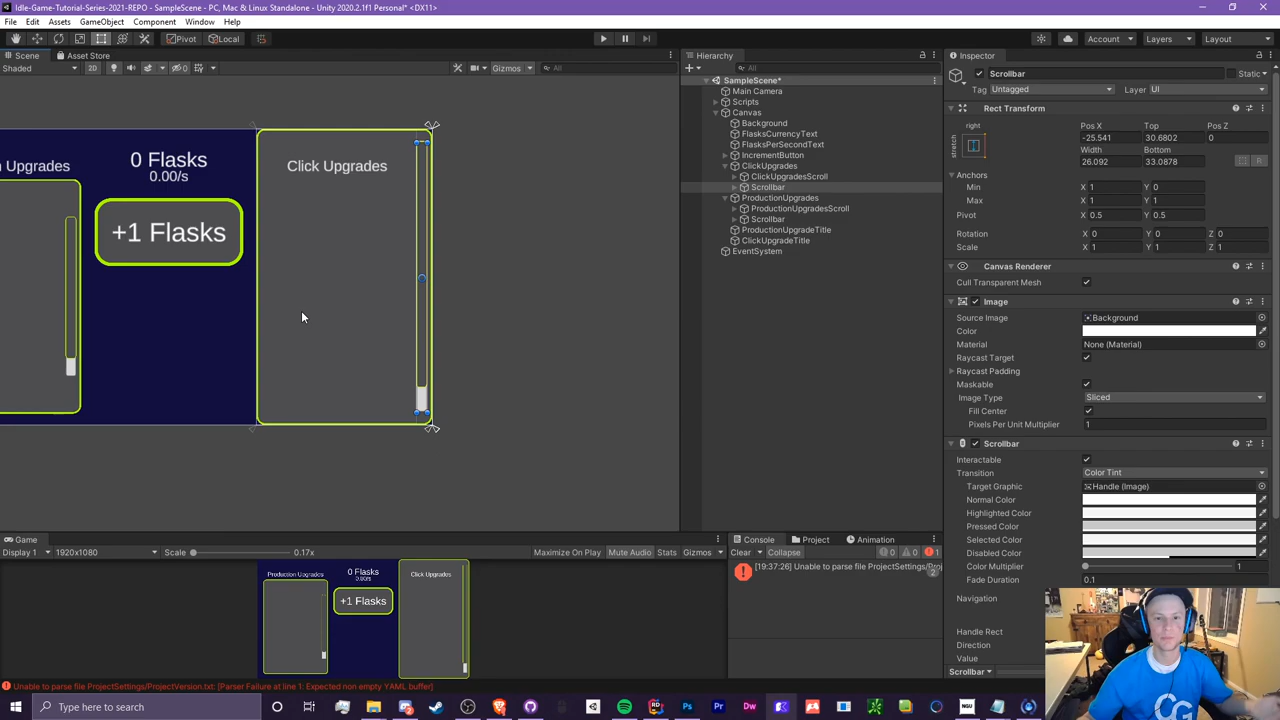 Idle-Game-Tutorial-Series-2021-REPO - SampleScene - PC, Mac & Linux Standalone - Unity 2020.2.1f1 Personal* <DX11>
File Edit Assets GameObject Component Window Help
Pivot Local Account Layers Layout
Scene Asset Store
Shaded 2D 0 Gizmos All
n Upgrades
0 Flasks
0.00/s
+1 Flasks
Click Upgrades
Hierarchy
All
SampleScene*
Main Camera
Scripts
Canvas
Background
FlasksCurrencyText
FlasksPerSecondText
IncrementButton
ClickUpgrades
ClickUpgradesScroll
Scrollbar
ProductionUpgrades
ProductionUpgradesScroll
Scrollbar
ProductionUpgradeTitle
ClickUpgradeTitle
EventSystem
Inspector
Scrollbar Static
Tag Untagged Layer UI
Rect Transform
right
stretch
Pos X Top Pos Z
-25.541 30.6802 0
Width Bottom
26.092 33.0878
R
Anchors
Min X 1 Y 0
Max X 1 Y 1
Pivot X 0.5 Y 0.5
Rotation X 0 Y 0 Z 0
Scale X 1 Y 1 Z 1
Canvas Renderer
Cull Transparent Mesh
Image
Source Image Background
Color
Material None (Material)
Raycast Target
Raycast Padding
Maskable
Image Type Sliced
Fill Center
Pixels Per Unit Multiplier 1
Scrollbar
Interactable
Transition Color Tint
Target Graphic Handle (Image)
Normal Color
Highlighted Color
Pressed Color
Selected Color
Disabled Color
Color Multiplier 1
Fade Duration 0.1
Navigation
Handle Rect
Direction
Value
Scrollbar
Game
Display 1 1920x1080 Scale 0.17x Maximize On Play Mute Audio Stats Gizmos
Production Upgrades
0 Flasks
0.00/s
+1 Flasks
Click Upgrades
Console Project Animation
Clear Collapse 0 0 1
[19:37:26] Unable to parse file ProjectSettings/Proj
2
Unable to parse file ProjectSettings/ProjectVersion.txt: [Parser Failure at line 1: Expected non empty YAML buffer]
Type here to search